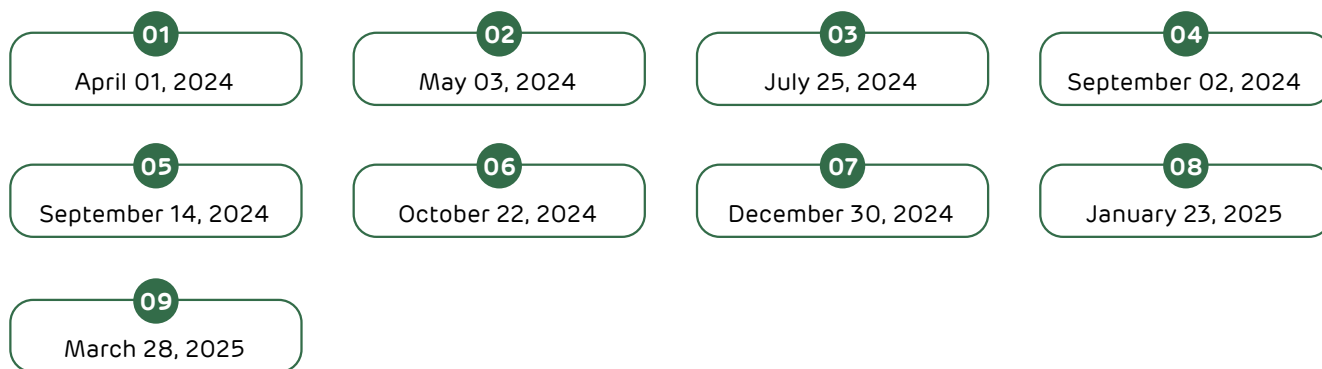 01
April 01, 2024
02
May 03, 2024
03
July 25, 2024
04
September 02, 2024
05
September 14, 2024
06
October 22, 2024
07
December 30, 2024
08
January 23, 2025
09
March 28, 2025